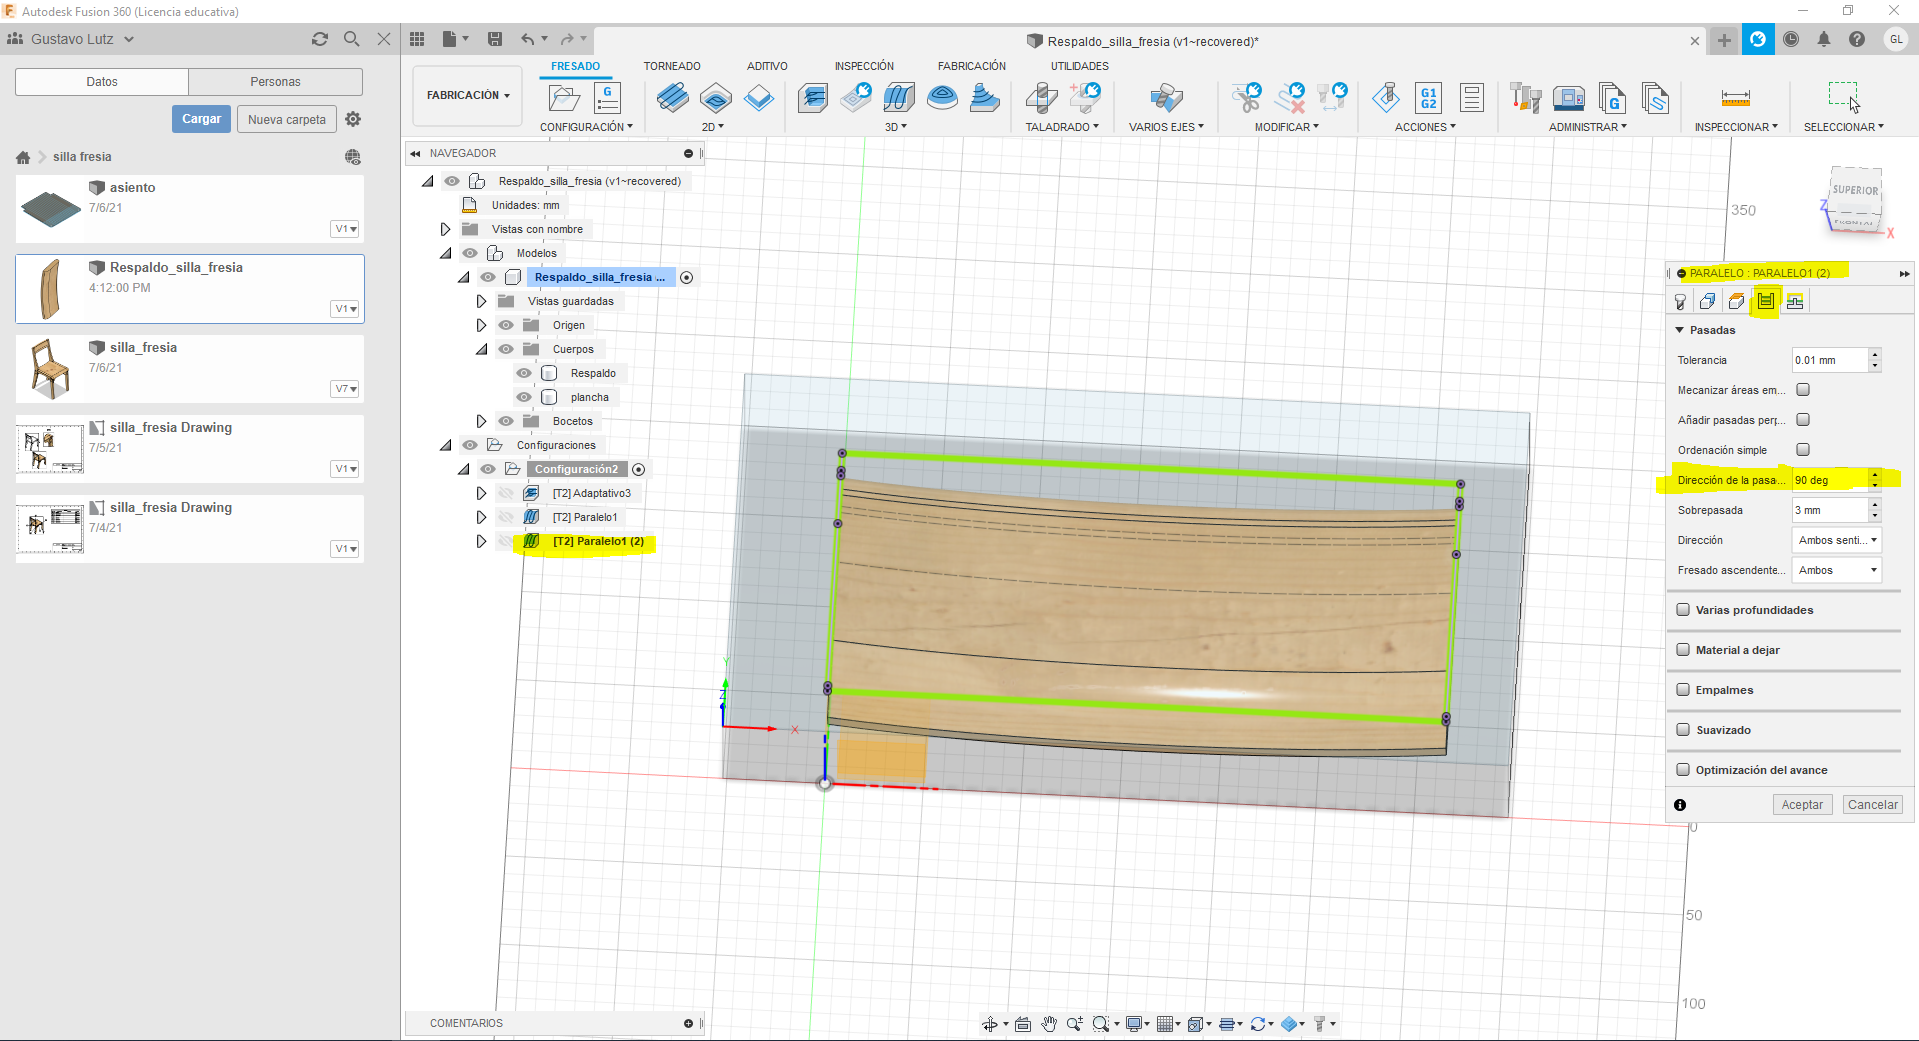 Autodesk Fusion 360 (Licencia educativa)
Gustavo Lutz
Respaldo_silla_fresia (v1~recovered)*
GL
Datos
Personas
Cargar
Nueva carpeta
silla fresia
asiento
7/6/21
V1
Respaldo_silla_fresia
4:12:00 PM
V1
silla_fresia
7/6/21
V7
silla_fresia Drawing
7/5/21
V1
silla_fresia Drawing
7/4/21
V1
FABRICACIÓN
FRESADO
TORNEADO
ADITIVO
INSPECCIÓN
FABRICACIÓN
UTILIDADES
G
G1
G2
G
S
CONFIGURACIÓN
2D
3D
TALADRADO
VARIOS EJES
MODIFICAR
ACCIONES
ADMINISTRAR
INSPECCIONAR
SELECCIONAR
NAVEGADOR
Respaldo_silla_fresia (v1~recovered)
Unidades: mm
Vistas con nombre
Modelos
Respaldo_silla_fresia ...
Vistas guardadas
Origen
Cuerpos
Respaldo
plancha
Bocetos
Configuraciones
Configuración2
[T2] Adaptativo3
[T2] Paralelo1
[T2] Paralelo1 (2)
Y
Z
X
350
SUPERIOR
FRONTAL
Z
X
0
50
100
PARALELO : PARALELO1 (2)
Pasadas
Tolerancia
0.01 mm
Mecanizar áreas em...
Añadir pasadas perp...
Ordenación simple
Dirección de la pasa...
90 deg
Sobrepasada
3 mm
Dirección
Ambos senti...
Fresado ascendente...
Ambos
Varias profundidades
Material a dejar
Empalmes
Suavizado
Optimización del avance
Aceptar
Cancelar
COMENTARIOS